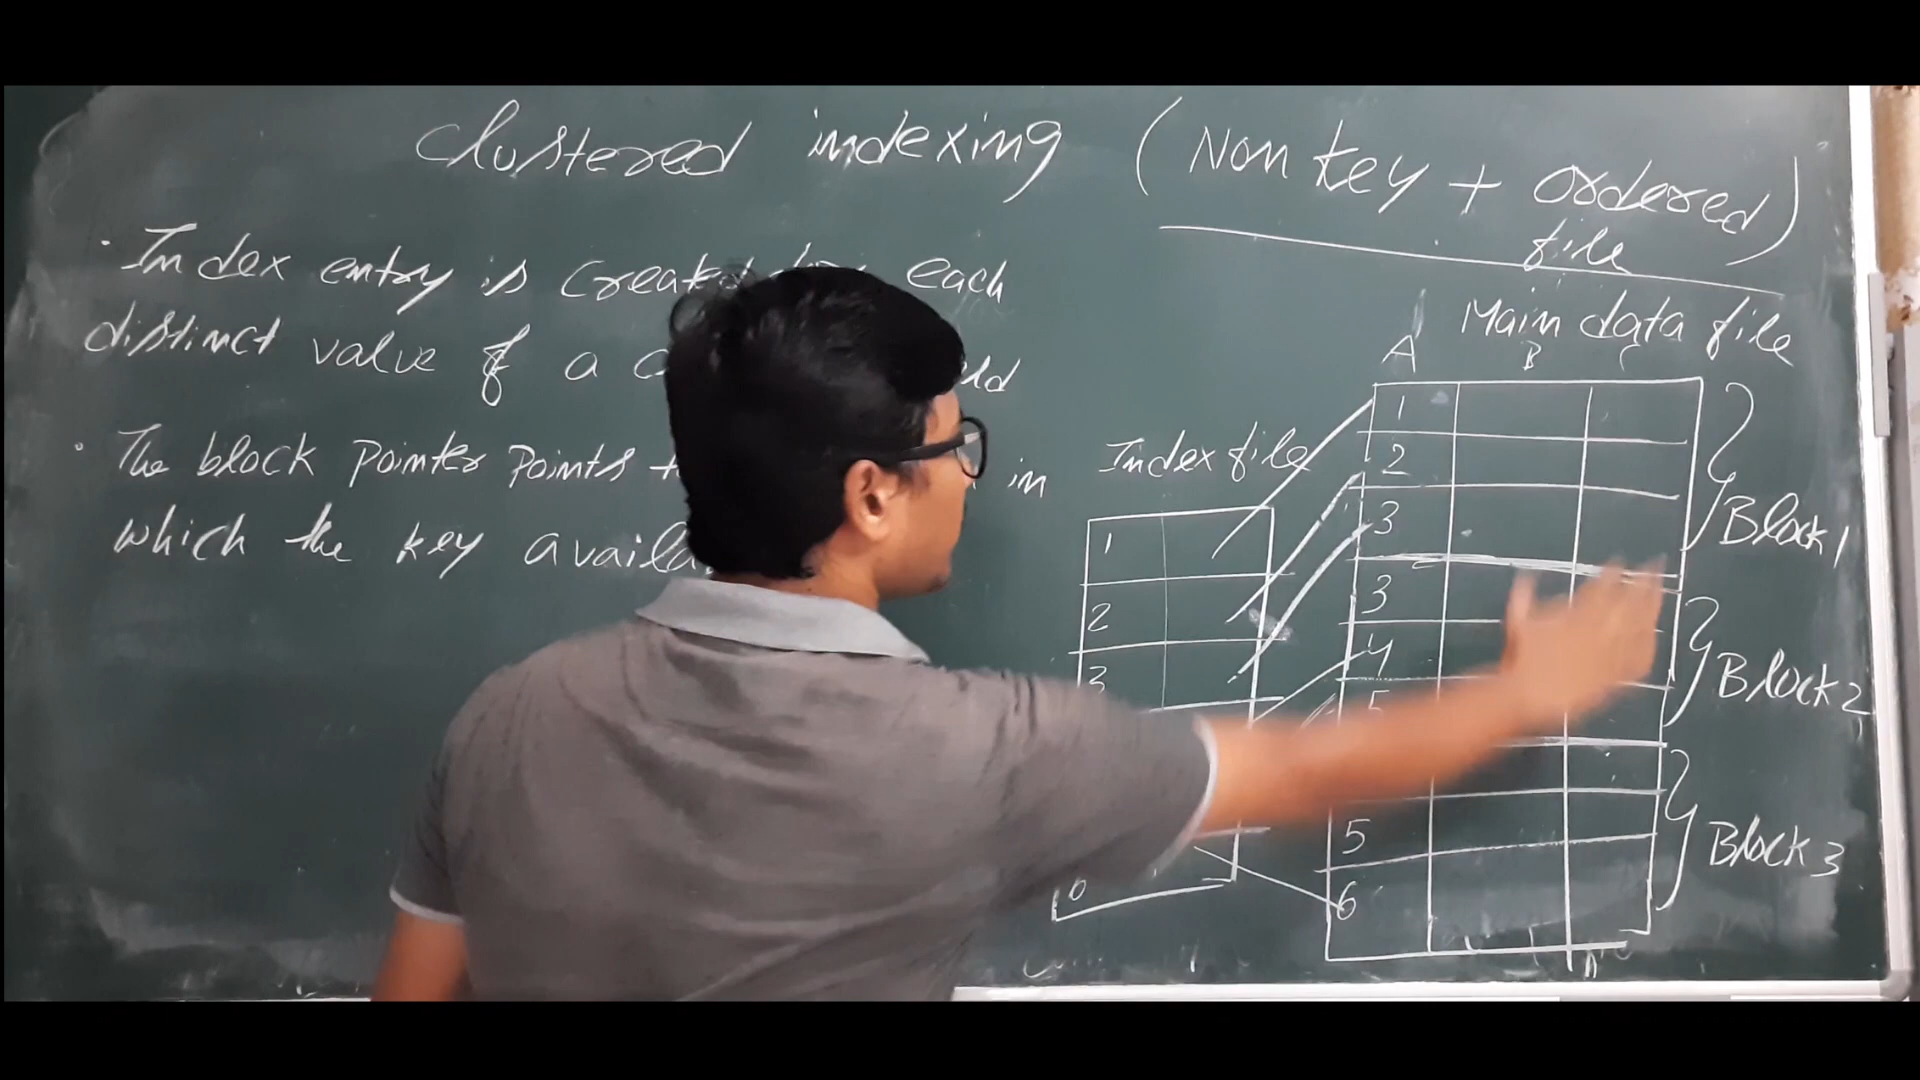 Clustered indexing (Non key + ordered file)
• Index entry is created each
distinct value of a
• The block pointer points in
which the key
Main data file
A B C
Index file
1
2
3
1
2
3
3
4
5
5
6
Block 1
Block 2
Block 3